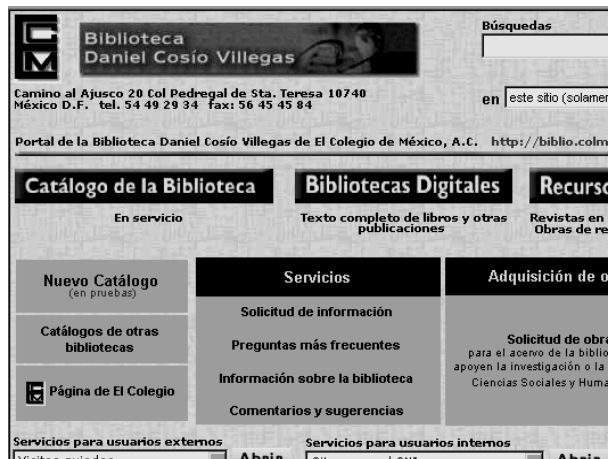 CM
Biblioteca
Daniel Cosío Villegas
Búsquedas
Camino al Ajusco 20 Col Pedregal de Sta. Teresa 10740
México D.F. tel. 54 49 29 34 fax: 56 45 45 84
en este sitio
Portal de la Biblioteca Daniel Cosío Villegas de El Colegio de México, A.C. http://biblio.colm
Catálogo de la Biblioteca
En servicio
Bibliotecas Digitales
Texto completo de libros y otras
publicaciones
Recurso
Revistas en
Obras de re
Nuevo Catálogo
(en pruebas)
Catálogos de otras
bibliotecas
Página de El Colegio
Servicios
Solicitud de información
Preguntas más frecuentes
Información sobre la biblioteca
Comentarios y sugerencias
Adquisición de o
Solicitud de obra
para el acervo de la biblio
apoyen la investigación o la
Ciencias Sociales y Huma
Servicios para usuarios externos
Servicios para usuarios internos
Abrir
Abrir